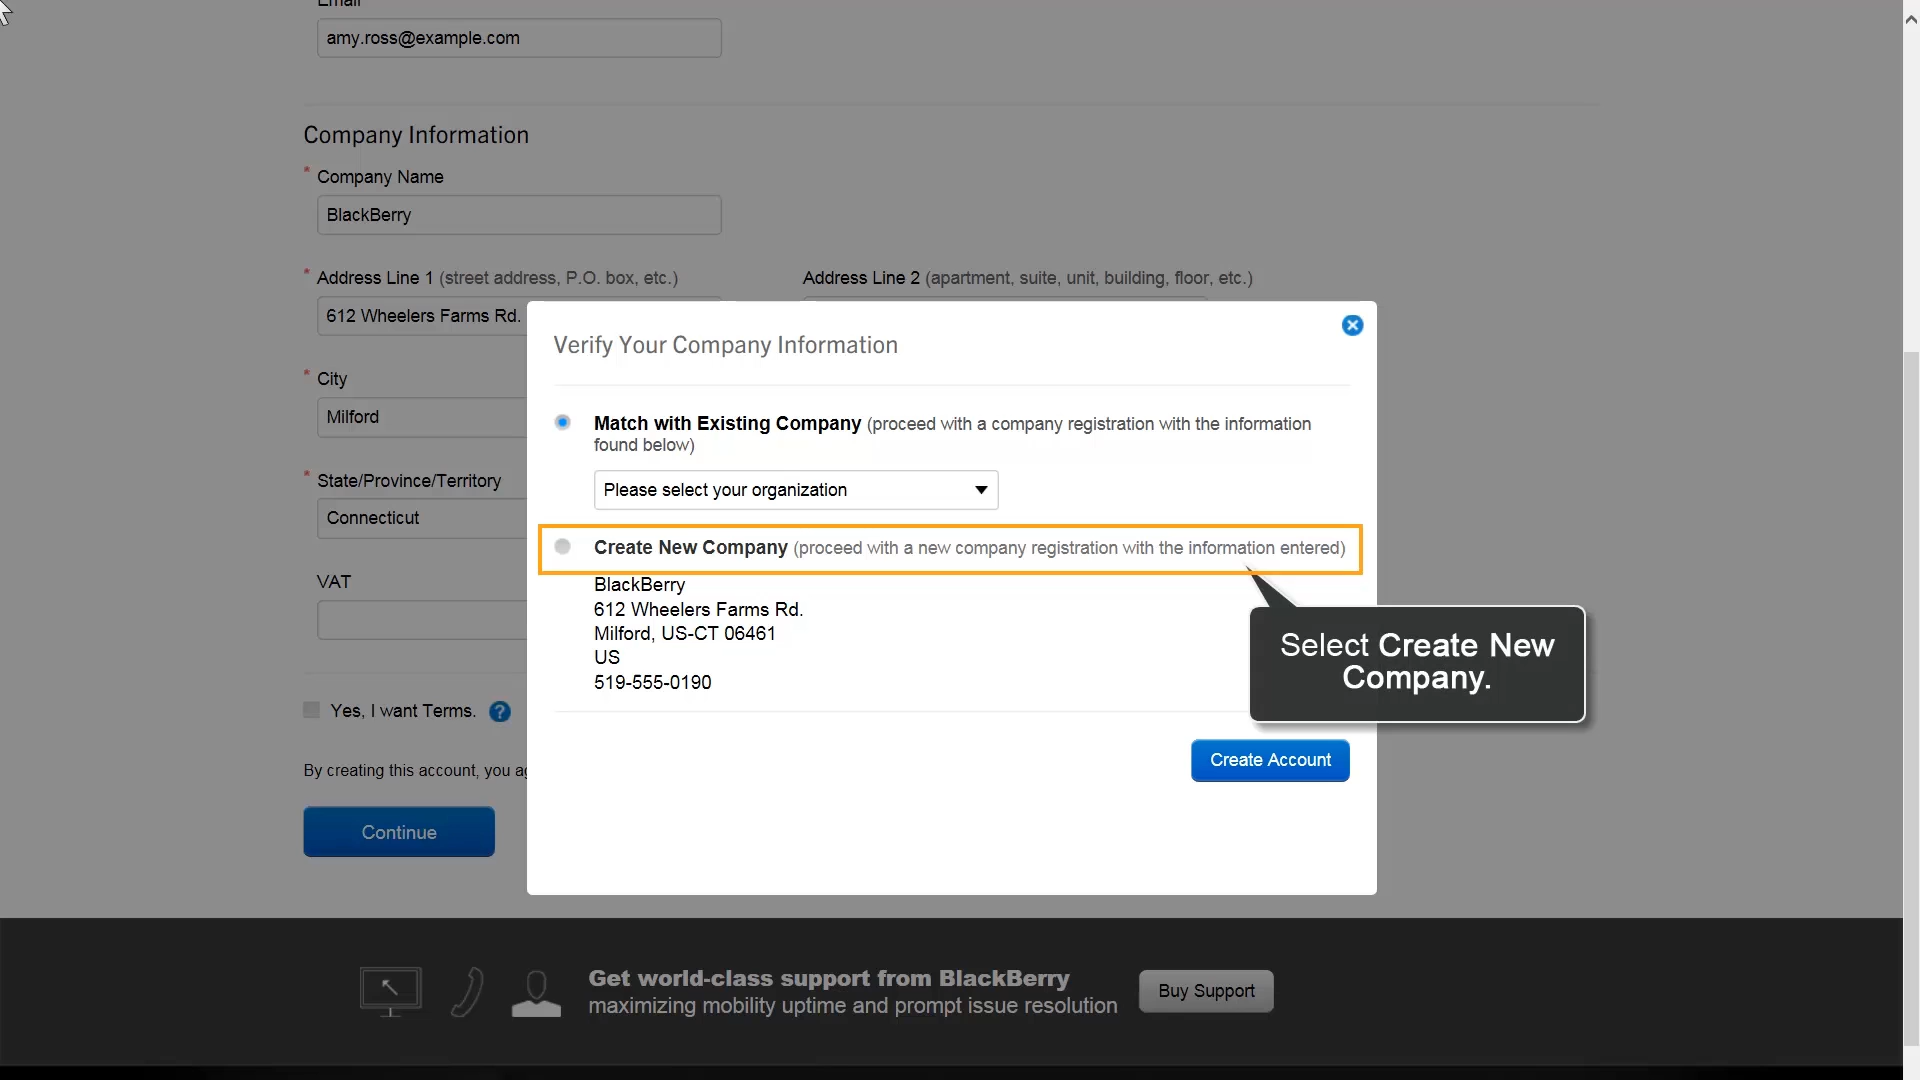 Email
amy.ross@example.com
Company Information
* Company Name
BlackBerry
* Address Line 1 (street address, P.O. box, etc.)
Address Line 2 (apartment, suite, unit, building, floor, etc.)
612 Wheelers Farms Rd.
* City
Milford
* State/Province/Territory
Connecticut
VAT
Yes, I want Terms. ?
By creating this account, you
Continue
Verify Your Company Information
Match with Existing Company (proceed with a company registration with the information
found below)
Please select your organization
Create New Company (proceed with a new company registration with the information entered)
BlackBerry
612 Wheelers Farms Rd.
Milford, US-CT 06461
US
519-555-0190
Select Create New
Company.
Create Account
Get world-class support from BlackBerry
maximizing mobility uptime and prompt issue resolution
Buy Support